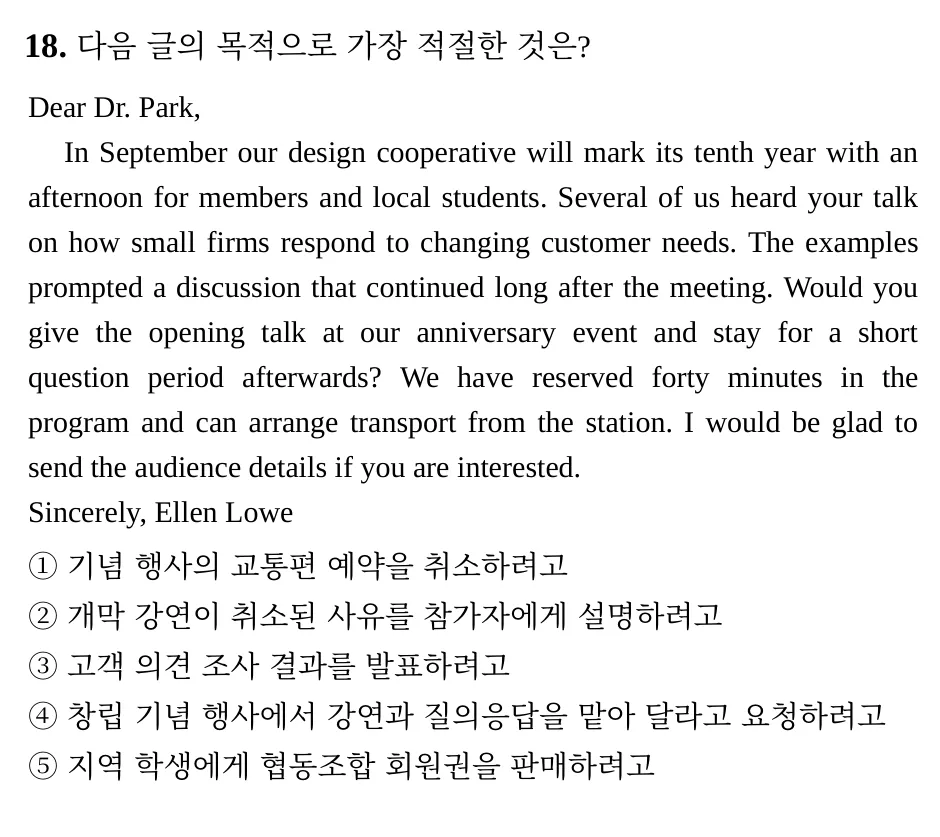 18. 다음 글의 목적으로 가장 적절한 것은?
Dear Dr. Park,
In September our design cooperative will mark its tenth year with an
afternoon for members and local students. Several of us heard your talk
on how small firms respond to changing customer needs. The examples
prompted a discussion that continued long after the meeting. Would you
give the opening talk at our anniversary event and stay for a short
question period afterwards? We have reserved forty minutes in the
program and can arrange transport from the station. I would be glad to
send the audience details if you are interested.
Sincerely, Ellen Lowe
① 기념 행사의 교통편 예약을 취소하려고
② 개막 강연이 취소된 사유를 참가자에게 설명하려고
③ 고객 의견 조사 결과를 발표하려고
④ 창립 기념 행사에서 강연과 질의응답을 맡아 달라고 요청하려고
⑤ 지역 학생에게 협동조합 회원권을 판매하려고